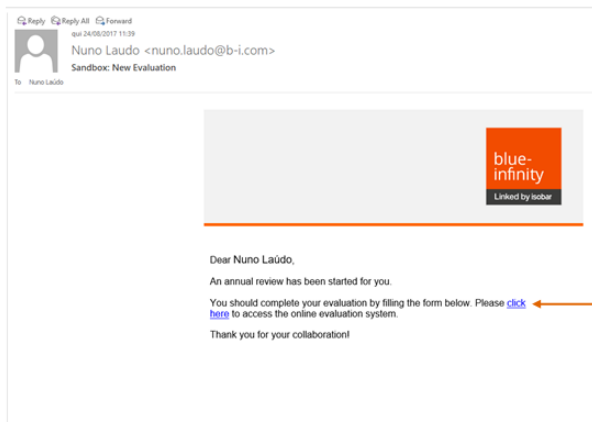 Reply Reply All Forward
qui 24/08/2017 11:39
Nuno Laudo <nuno.laudo@b-i.com>
Sandbox: New Evaluation
To Nuno Laúdo
blue-
infinity
Linked by isobar
Dear Nuno Laúdo,
An annual review has been started for you.
You should complete your evaluation by filling the form below. Please click
here to access the online evaluation system.
Thank you for your collaboration!